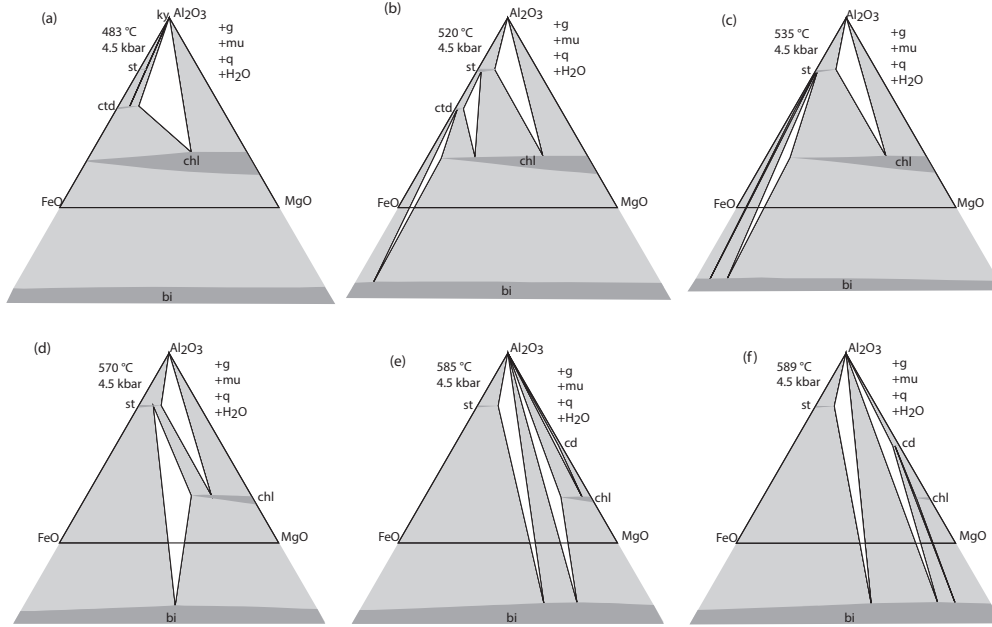 (a)
ky Al2O3
483 °C
4.5 kbar
+g
+mu
+q
+H2O
st
ctd
chl
FeO
MgO
bi
(b)
Al2O3
520 °C
4.5 kbar
+g
+mu
+q
+H2O
st
ctd
chl
FeO
MgO
bi
(c)
Al2O3
535 °C
4.5 kbar
+g
+mu
+q
+H2O
st
chl
FeO
MgO
bi
(d)
Al2O3
570 °C
4.5 kbar
+g
+mu
+q
+H2O
st
chl
FeO
MgO
bi
(e)
Al2O3
585 °C
4.5 kbar
+g
+mu
+q
+H2O
st
cd
chl
FeO
MgO
bi
(f)
Al2O3
589 °C
4.5 kbar
+g
+mu
+q
+H2O
st
cd
chl
FeO
MgO
bi